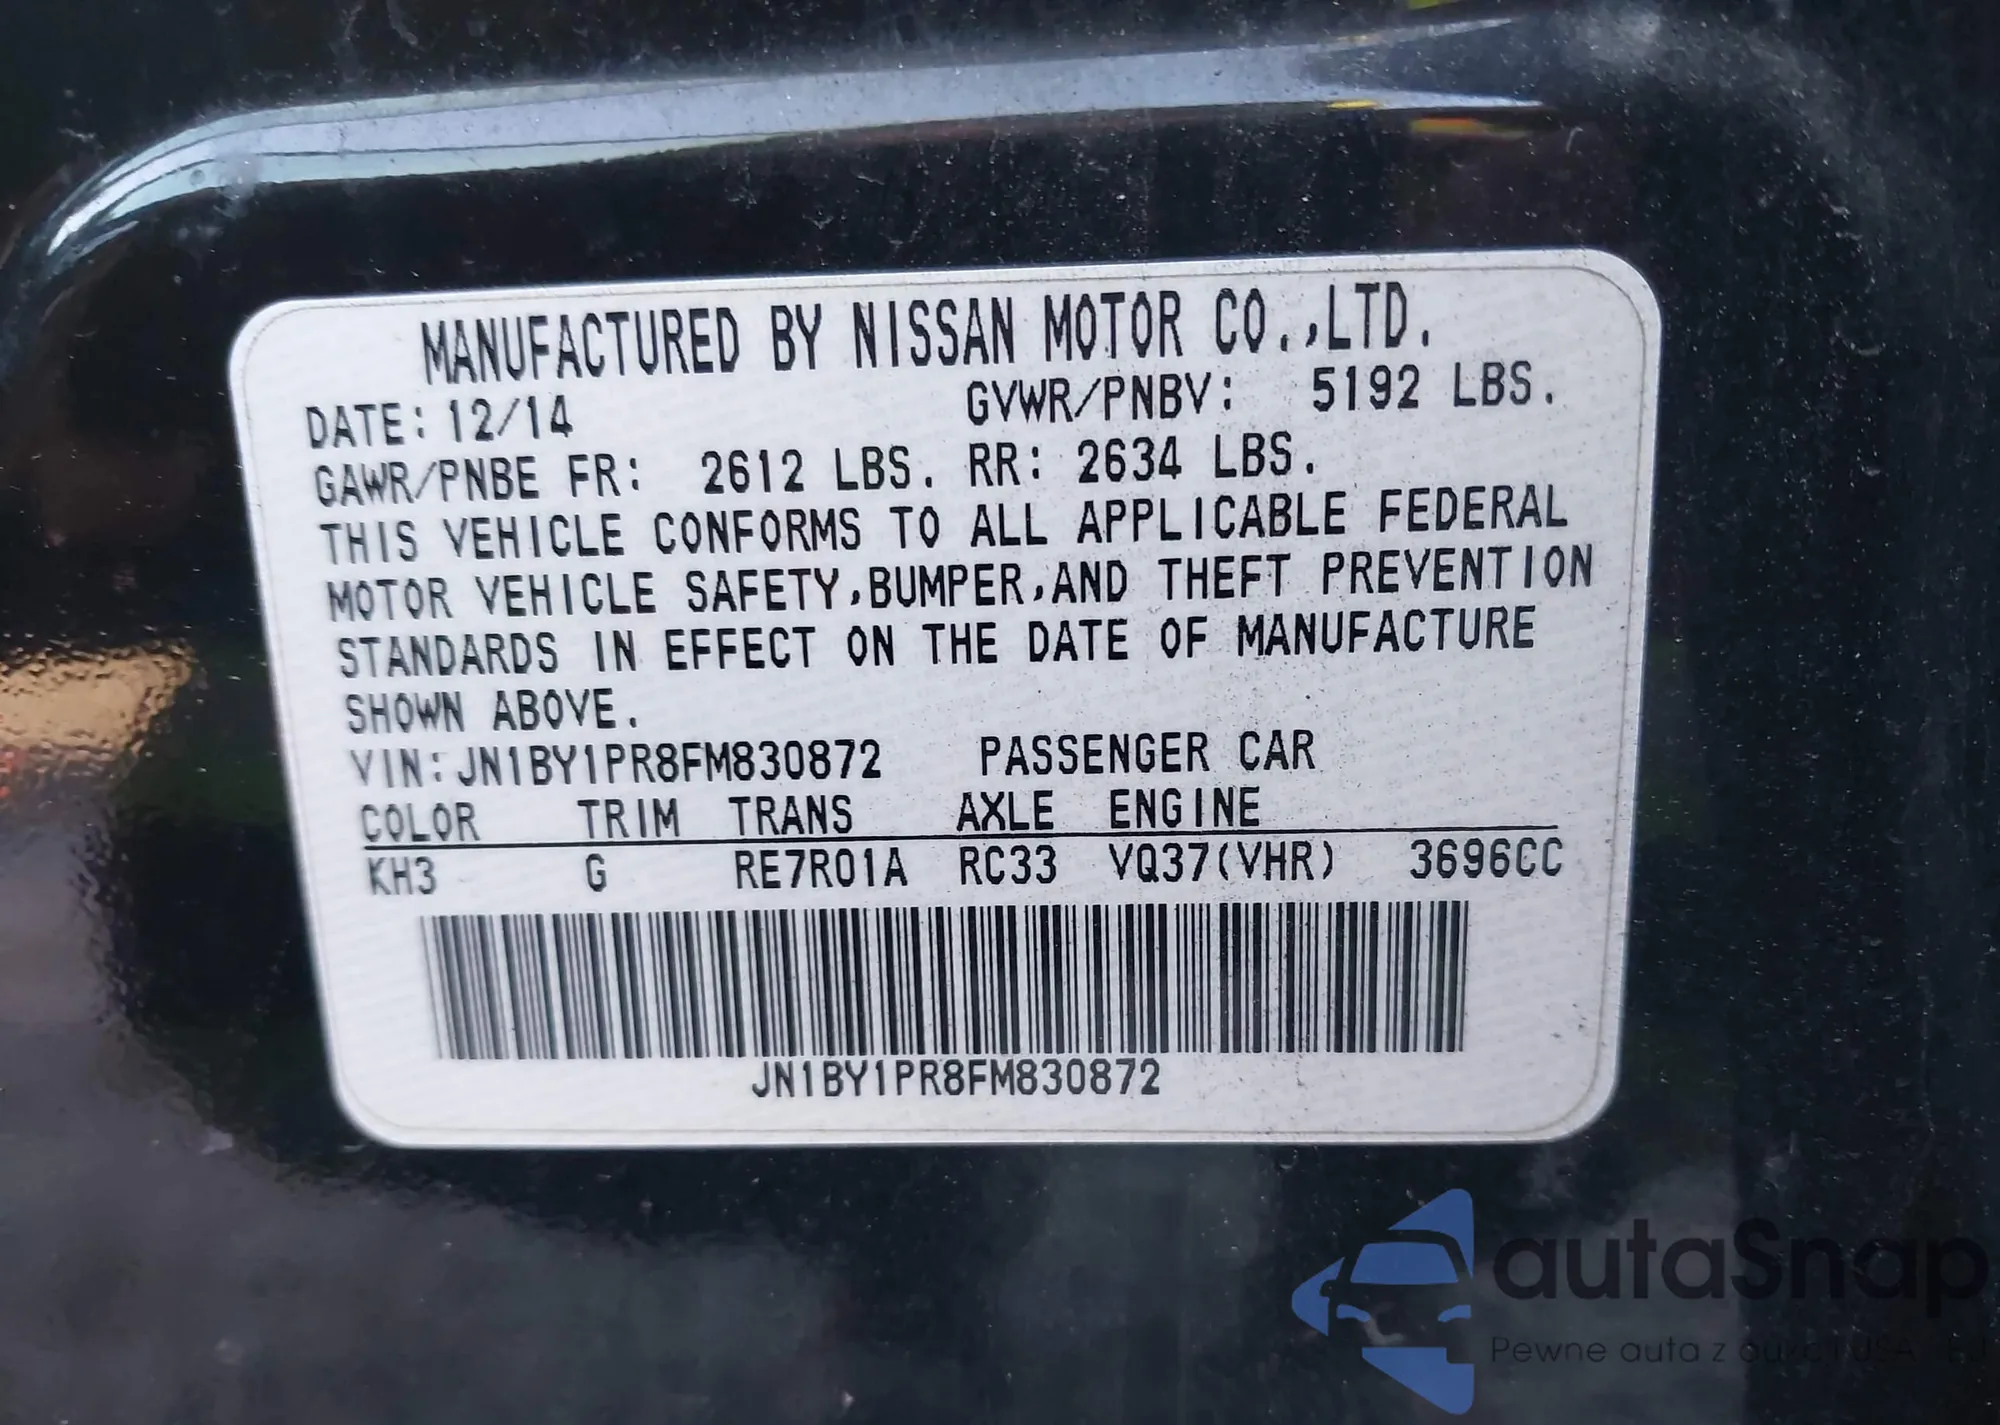 MANUFACTURED BY NISSAN MOTOR CO.,LTD.
DATE: 12/14 GVWR/PNBV: 5192 LBS.
GAWR/PNBE FR: 2612 LBS. RR: 2634 LBS.
THIS VEHICLE CONFORMS TO ALL APPLICABLE FEDERAL
MOTOR VEHICLE SAFETY,BUMPER,AND THEFT PREVENTION
STANDARDS IN EFFECT ON THE DATE OF MANUFACTURE
SHOWN ABOVE.
VIN:JN1BY1PR8FM830872 PASSENGER CAR
COLOR TRIM TRANS AXLE ENGINE
KH3 G RE7R01A RC33 VQ37(VHR) 3696CC
JN1BY1PR8FM830872
autaSnap
Pewne auta z